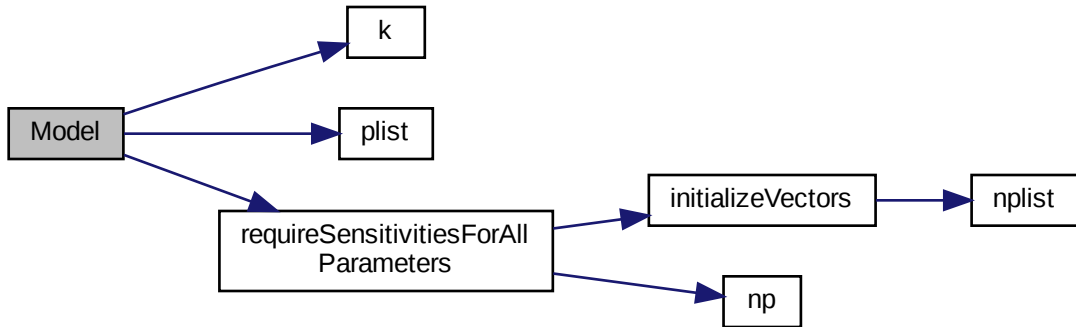 k
Model
plist
requireSensitivitiesForAll
Parameters
initializeVectors
nplist
np